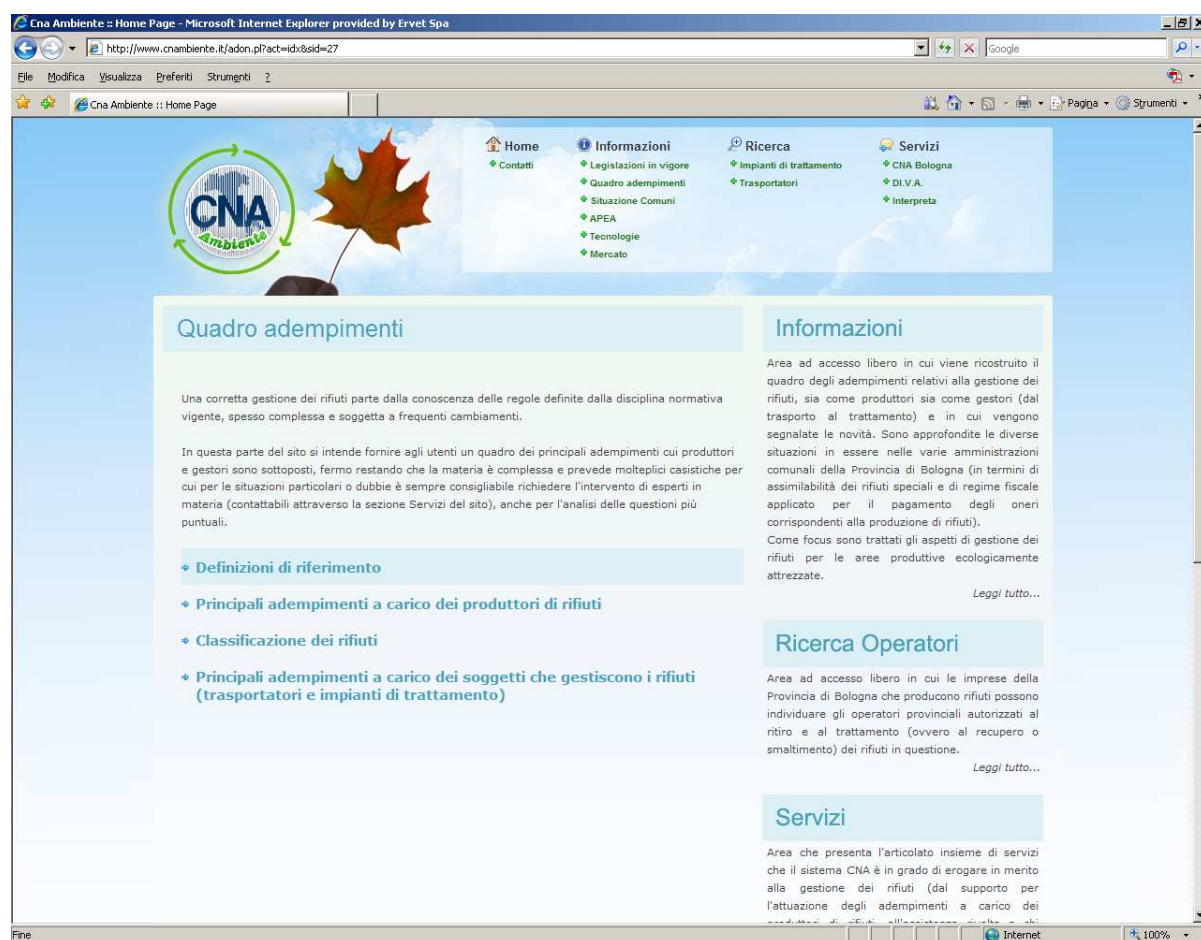 Cna Ambiente :: Home Page - Microsoft Internet Explorer provided by Ervet Spa
http://www.cnambiente.it/adon.pl?act=idx&sid=27
Google
File Modifica Visualizza Preferiti Strumenti ?
Cna Ambiente :: Home Page
Pagina
Strumenti
CNA
Ambiente
Home
Contatti
Informazioni
Legislazioni in vigore
Quadro adempimenti
Situazione Comuni
APEA
Tecnologie
Mercato
Ricerca
Impianti di trattamento
Trasportatori
Servizi
CNA Bologna
DI.V.A.
Interpreta
Quadro adempimenti
Una corretta gestione dei rifiuti parte dalla conoscenza delle regole definite dalla disciplina normativa
vigente, spesso complessa e soggetta a frequenti cambiamenti.
In questa parte del sito si intende fornire agli utenti un quadro dei principali adempimenti cui produttori
e gestori sono sottoposti, fermo restando che la materia è complessa e prevede molteplici casistiche per
cui per le situazioni particolari o dubbie è sempre consigliabile richiedere l'intervento di esperti in
materia (contattabili attraverso la sezione Servizi del sito), anche per l'analisi delle questioni più
puntuali.
Definizioni di riferimento
Principali adempimenti a carico dei produttori di rifiuti
Classificazione dei rifiuti
Principali adempimenti a carico dei soggetti che gestiscono i rifiuti
(trasportatori e impianti di trattamento)
Informazioni
Area ad accesso libero in cui viene ricostruito il
quadro degli adempimenti relativi alla gestione dei
rifiuti, sia come produttori sia come gestori (dal
trasporto al trattamento) e in cui vengono
segnalate le novità. Sono approfondite le diverse
situazioni in essere nelle varie amministrazioni
comunali della Provincia di Bologna (in termini di
assimilabilità dei rifiuti speciali e di regime fiscale
applicato per il pagamento degli oneri
corrispondenti alla produzione di rifiuti).
Come focus sono trattati gli aspetti di gestione dei
rifiuti per le aree produttive ecologicamente
attrezzate.
Leggi tutto...
Ricerca Operatori
Area ad accesso libero in cui le imprese della
Provincia di Bologna che producono rifiuti possono
individuare gli operatori provinciali autorizzati al
ritiro e al trattamento (ovvero al recupero o
smaltimento) dei rifiuti in questione.
Leggi tutto...
Servizi
Area che presenta l'articolato insieme di servizi
che il sistema CNA è in grado di erogare in merito
alla gestione dei rifiuti (dal supporto per
l'attuazione degli adempimenti a carico dei
Fine
Internet
100%